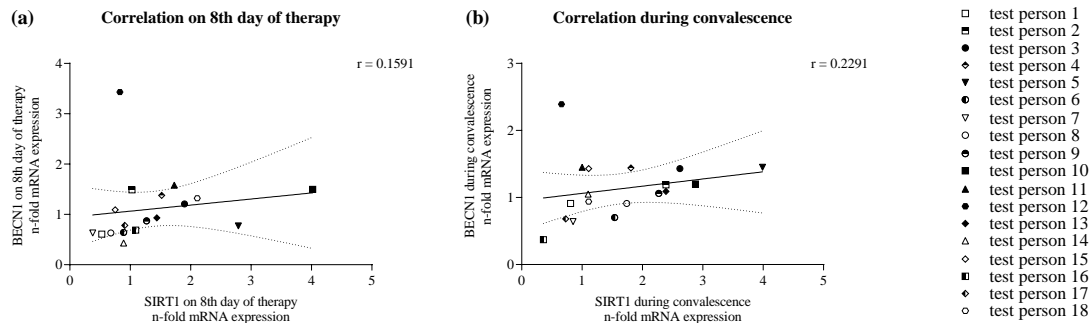 (a) Correlation on 8th day of therapy
r = 0.1591
BECN1 on 8th day of therapy
n-fold mRNA expression
4
3
2
1
0
0 1 2 3 4 5
SIRT1 on 8th day of therapy
n-fold mRNA expression
(b) Correlation during convalescence
r = 0.2291
BECN1 during convalescence
n-fold mRNA expression
3
2
1
0
0 1 2 3 4 5
SIRT1 during convalescence
n-fold mRNA expression
test person 1
test person 2
test person 3
test person 4
test person 5
test person 6
test person 7
test person 8
test person 9
test person 10
test person 11
test person 12
test person 13
test person 14
test person 15
test person 16
test person 17
test person 18